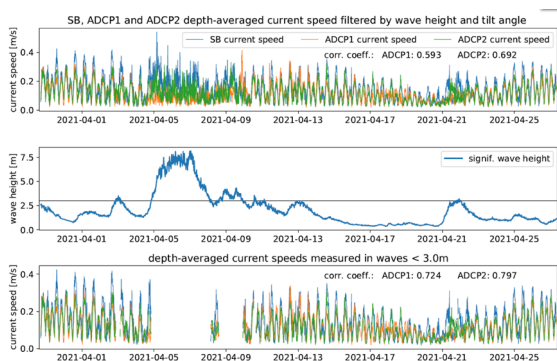 SB, ADCP1 and ADCP2 depth-averaged current speed filtered by wave height and tilt angle
SB current speed ADCP1 current speed ADCP2 current speed
corr. coeff.: ADCP1: 0.593 ADCP2: 0.692
current speed [m/s]
0.4
0.2
0.0
2021-04-01 2021-04-05 2021-04-09 2021-04-13 2021-04-17 2021-04-21 2021-04-25
signif. wave height
wave height [m]
7.5
5.0
2.5
0.0
2021-04-01 2021-04-05 2021-04-09 2021-04-13 2021-04-17 2021-04-21 2021-04-25
depth-averaged current speeds measured in waves < 3.0m
corr. coeff.: ADCP1: 0.724 ADCP2: 0.797
current speed [m/s]
0.4
0.2
0.0
2021-04-01 2021-04-05 2021-04-09 2021-04-13 2021-04-17 2021-04-21 2021-04-25